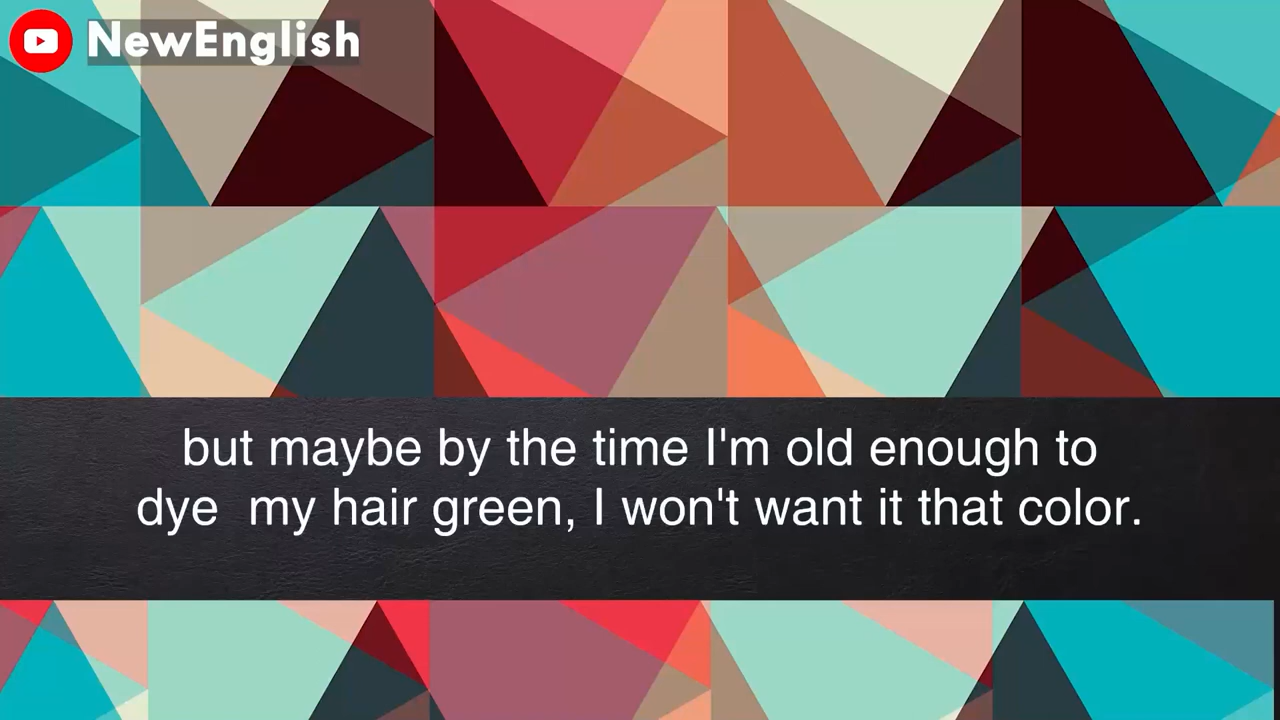 NewEnglish
but maybe by the time I'm old enough to
dye  my hair green, I won't want it that color.